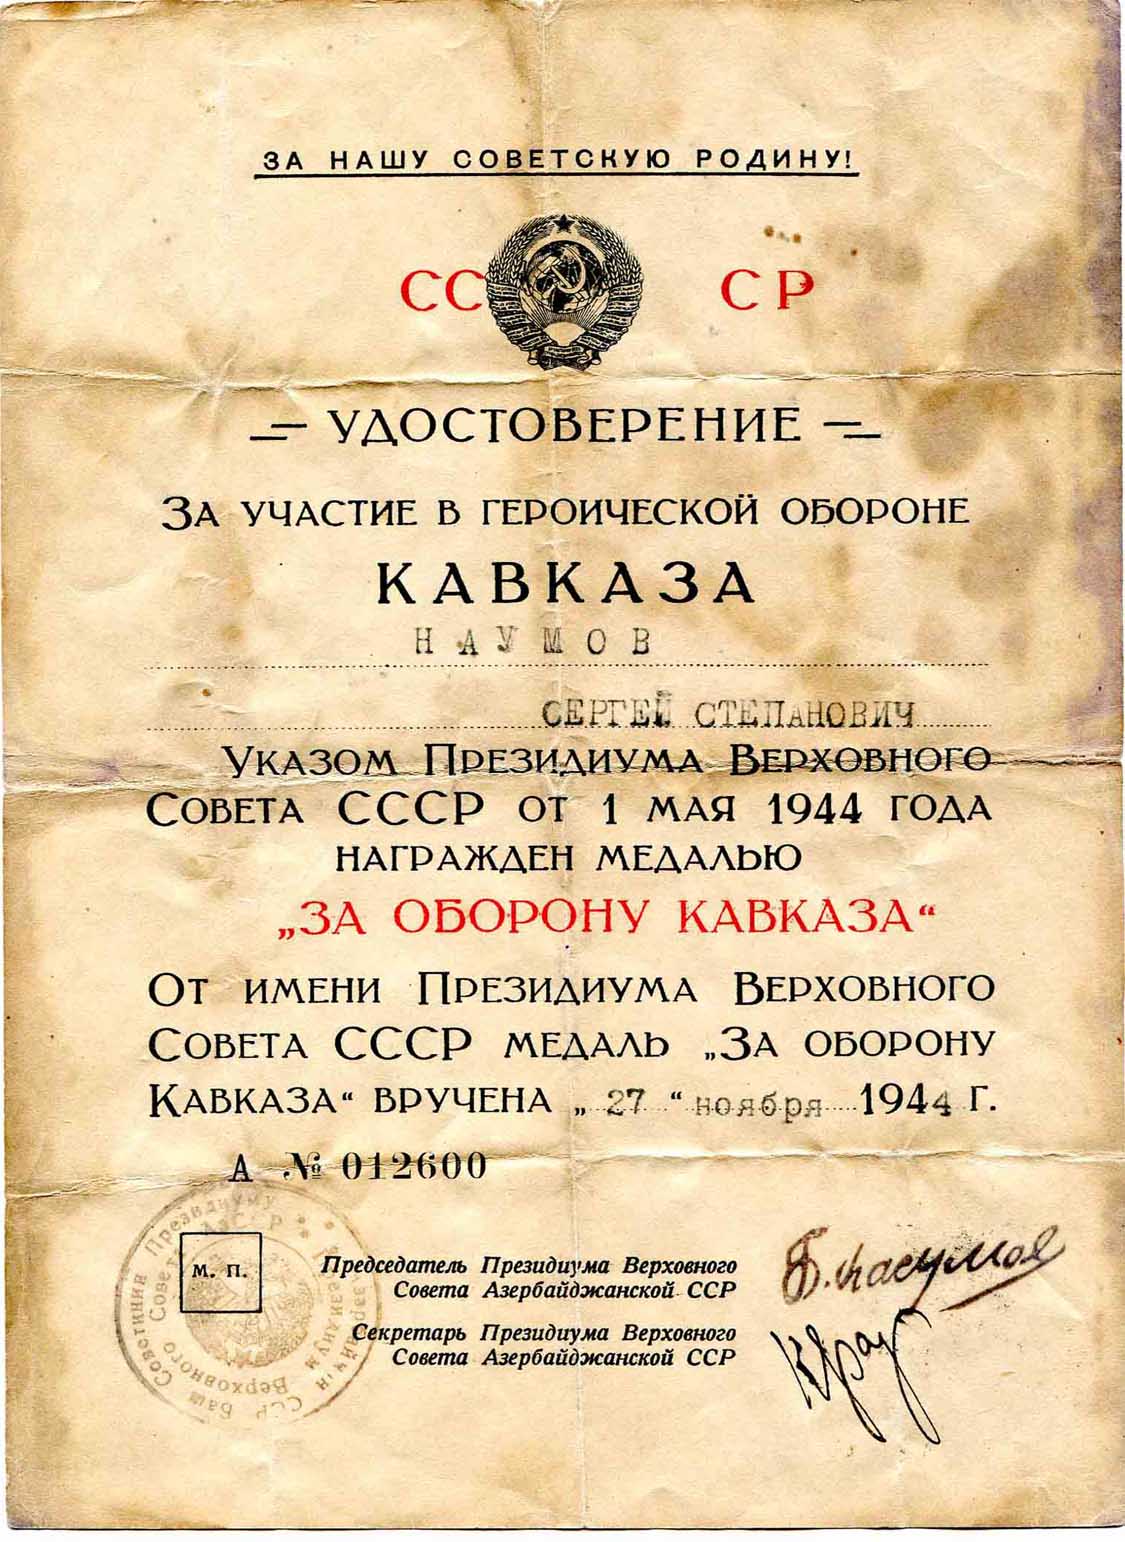 ЗА НАШУ СОВЕТСКУЮ РОДИНУ!
СС СР
УДОСТОВЕРЕНИЕ
ЗА УЧАСТИЕ В ГЕРОИЧЕСКОЙ ОБОРОНЕ
КАВКАЗА
НАУМОВ
СЕРГЕЙ СТЕПАНОВИЧ
УКАЗОМ ПРЕЗИДИУМА ВЕРХОВНОГО
СОВЕТА СССР ОТ 1 МАЯ 1944 ГОДА
НАГРАЖДЕН МЕДАЛЬЮ
„ЗА ОБОРОНУ КАВКАЗА“
ОТ ИМЕНИ ПРЕЗИДИУМА ВЕРХОВНОГО
СОВЕТА СССР МЕДАЛЬ „ЗА ОБОРОНУ
КАВКАЗА“ ВРУЧЕНА „27“ ноября 1944 Г.
А № 012600
М. П.
Председатель Президиума Верховного
Совета Азербайджанской ССР
Б. Касумов
Секретарь Президиума Верховного
Совета Азербайджанской ССР